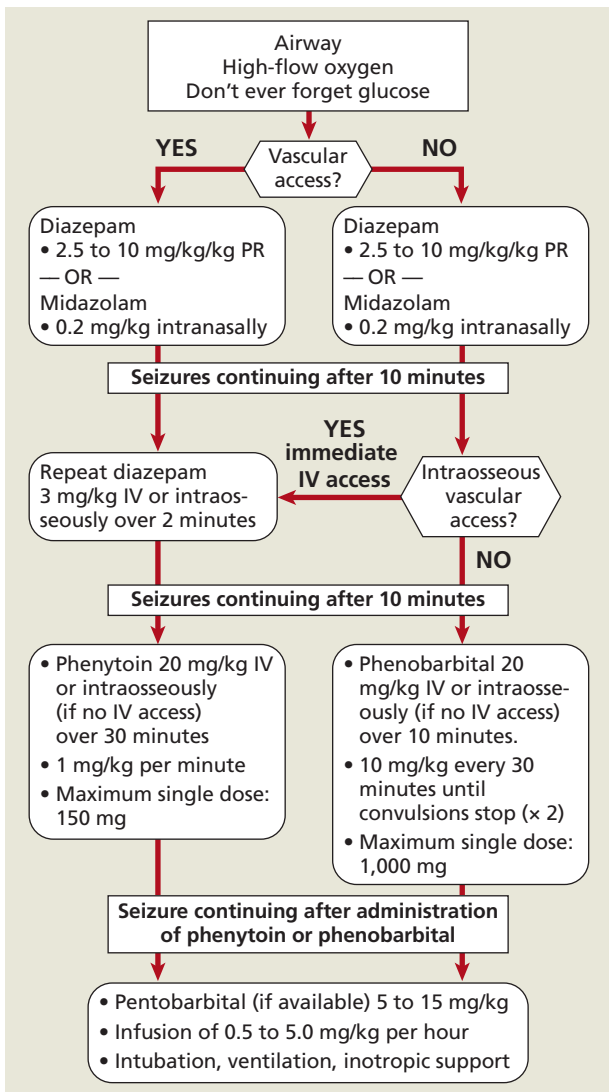 Airway
High-flow oxygen
Don't ever forget glucose
YES
Vascular
access?
NO
Diazepam
• 2.5 to 10 mg/kg/kg PR
— OR —
Midazolam
• 0.2 mg/kg intranasally
Diazepam
• 2.5 to 10 mg/kg/kg PR
— OR —
Midazolam
• 0.2 mg/kg intranasally
Seizures continuing after 10 minutes
Repeat diazepam
3 mg/kg IV or intraos-
seously over 2 minutes
YES
immediate
IV access
Intraosseous
vascular
access?
NO
Seizures continuing after 10 minutes
• Phenytoin 20 mg/kg IV
or intraosseously
(if no IV access)
over 30 minutes
• 1 mg/kg per minute
• Maximum single dose:
150 mg
• Phenobarbital 20
mg/kg IV or intraosse-
ously (if no IV access)
over 10 minutes.
• 10 mg/kg every 30
minutes until
convulsions stop (× 2)
• Maximum single dose:
1,000 mg
Seizure continuing after administration
of phenytoin or phenobarbital
• Pentobarbital (if available) 5 to 15 mg/kg
• Infusion of 0.5 to 5.0 mg/kg per hour
• Intubation, ventilation, inotropic support